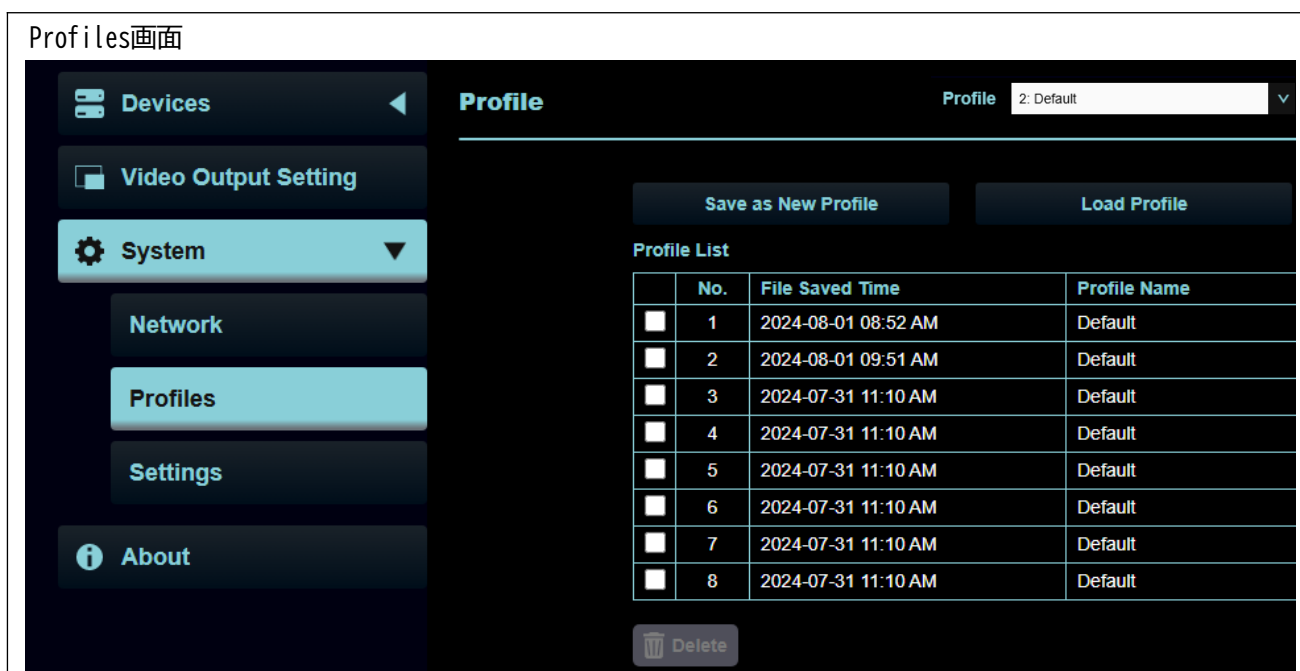 Profiles画面
Devices
Video Output Setting
System
Network
Profiles
Settings
About
Profile
Profile 2: Default
Save as New Profile Load Profile
Profile List
No. File Saved Time Profile Name
1 2024-08-01 08:52 AM Default
2 2024-08-01 09:51 AM Default
3 2024-07-31 11:10 AM Default
4 2024-07-31 11:10 AM Default
5 2024-07-31 11:10 AM Default
6 2024-07-31 11:10 AM Default
7 2024-07-31 11:10 AM Default
8 2024-07-31 11:10 AM Default
Delete